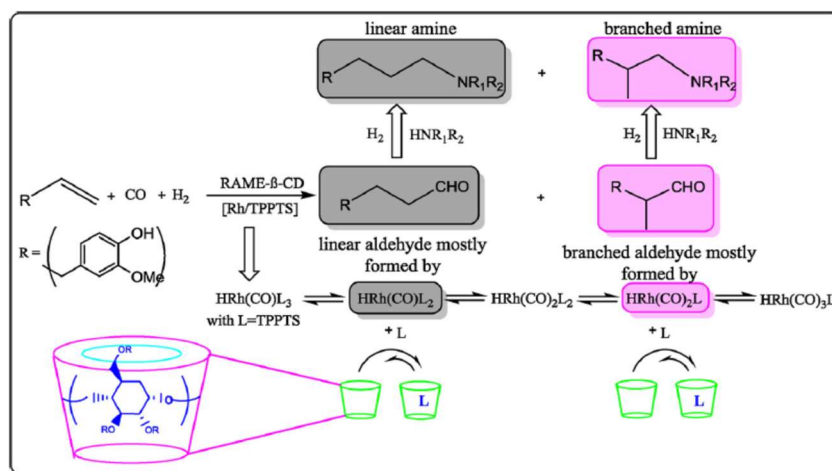 linear amine
branched amine
R
NR₁R₂
+
R
NR₁R₂
H₂
HNR₁R₂
H₂
HNR₁R₂
R
+ CO + H₂
RAME-ß-CD
[Rh/TPPTS]
R
CHO
+
R
CHO
R =
OH
OMe
linear aldehyde mostly
formed by
branched aldehyde mostly
formed by
HRh(CO)L₃
with L=TPPTS
HRh(CO)L₂
HRh(CO)₂L₂
HRh(CO)₂L
HRh(CO)₃L
+ L
+ L
OR
O
RO
OR
L
L